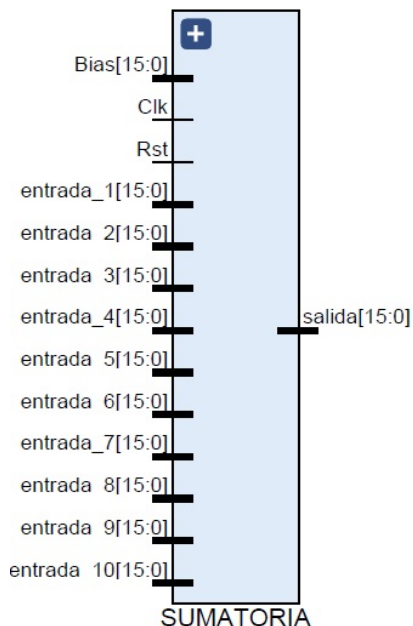 Bias[15:0]
Clk
Rst
entrada_1[15:0]
entrada 2[15:0]
entrada 3[15:0]
entrada_4[15:0]
salida[15:0]
entrada 5[15:0]
entrada 6[15:0]
entrada_7[15:0]
entrada 8[15:0]
entrada 9[15:0]
entrada 10[15:0]
SUMATORIA